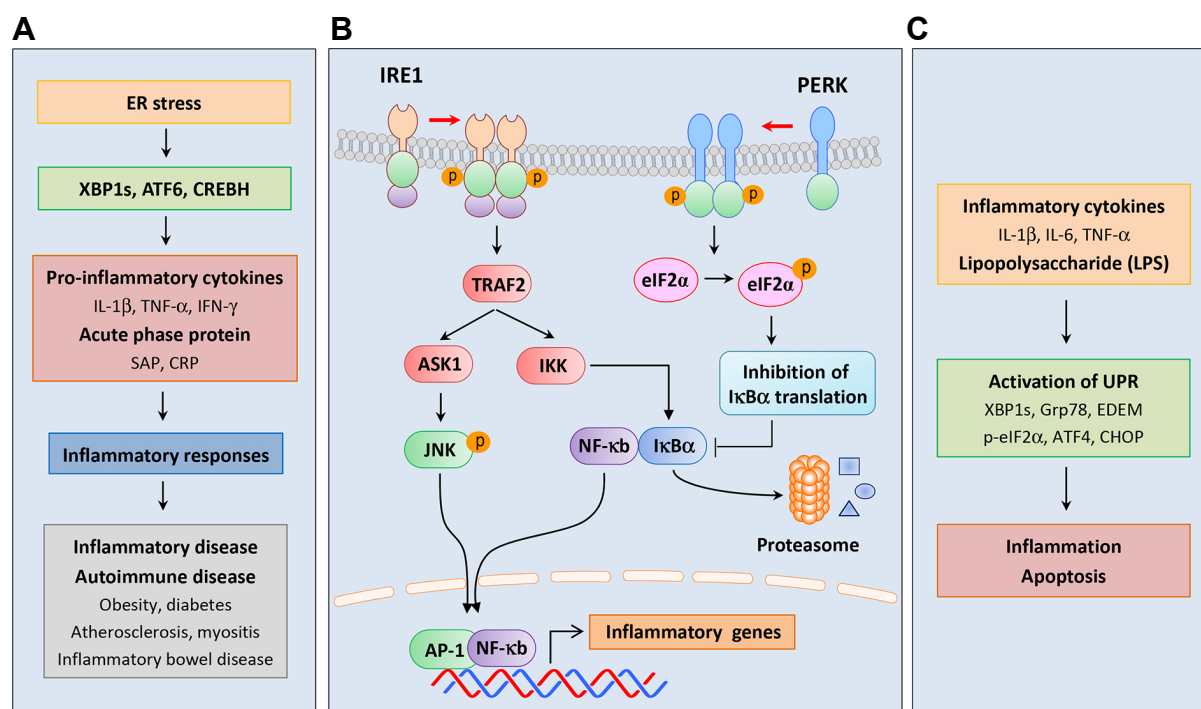 A
ER stress
XBP1s, ATF6, CREBH
Pro-inflammatory cytokines
IL-1β, TNF-α, IFN-γ
Acute phase protein
SAP, CRP
Inflammatory responses
Inflammatory disease
Autoimmune disease
Obesity, diabetes
Atherosclerosis, myositis
Inflammatory bowel disease
B
IRE1
PERK
p
p
p
p
TRAF2
eIF2α
eIF2α
p
ASK1
IKK
Inhibition of
IκBα translation
JNK
p
NF-κb
IκBα
Proteasome
AP-1
NF-κb
Inflammatory genes
C
Inflammatory cytokines
IL-1β, IL-6, TNF-α
Lipopolysaccharide (LPS)
Activation of UPR
XBP1s, Grp78, EDEM
p-eIF2α, ATF4, CHOP
Inflammation
Apoptosis